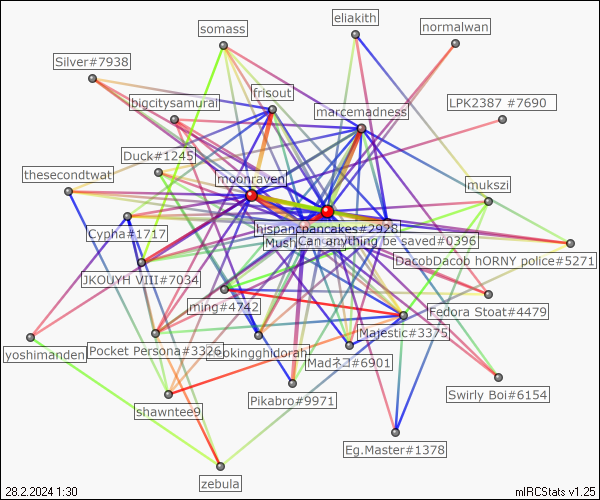 eliakith
somass
normalwan
Silver#7938
frisout
bigcitysamurai
LPK2387 #7690
marcemadness
Duck#1245
thesecondtwat
moonraven
mukszi
hispancpancakes#2928
Cypha#1717
Mush
Can anything be saved#0396
DacobDacob hORNY police#5271
JKOUYH VIII#7034
ming#4742
Fedora Stoat#4479
Majestic#3375
yoshimanden
Pocket Persona#3326
okingghidorah
Madネコ#6901
Swirly Boi#6154
Pikabro#9971
shawntee9
Eg.Master#1378
zebula
28.2.2024 1:30
mIRCStats v1.25